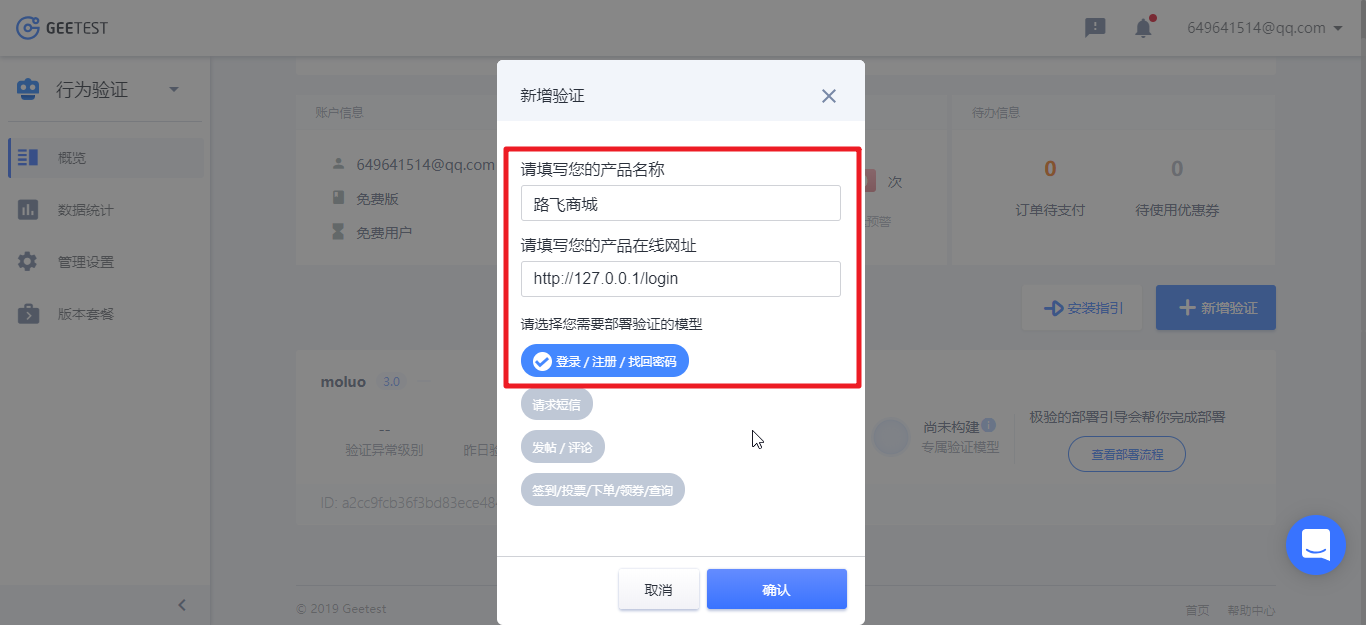 GEETEST
649641514@qq.com
行为验证
概览
数据统计
管理设置
版本套餐
账户信息
649641514@qq.com
免费版
免费用户
次
预警
待办信息
0
订单待支付
0
待使用优惠券
安装指引
新增验证
moluo 3.0
--
验证异常级别
昨日验
ID: a2cc9fcb36f3bd83ece48
尚未构建
专属验证模型
极验的部署引导会帮你完成部署
查看部署流程
新增验证
请填写您的产品名称
路飞商城
请填写您的产品在线网址
http://127.0.0.1/login
请选择您需要部署验证的模型
登录 / 注册 / 找回密码
请求短信
发帖 / 评论
签到/投票/下单/领券/查询
取消
确认
© 2019 Geetest
首页
帮助中心